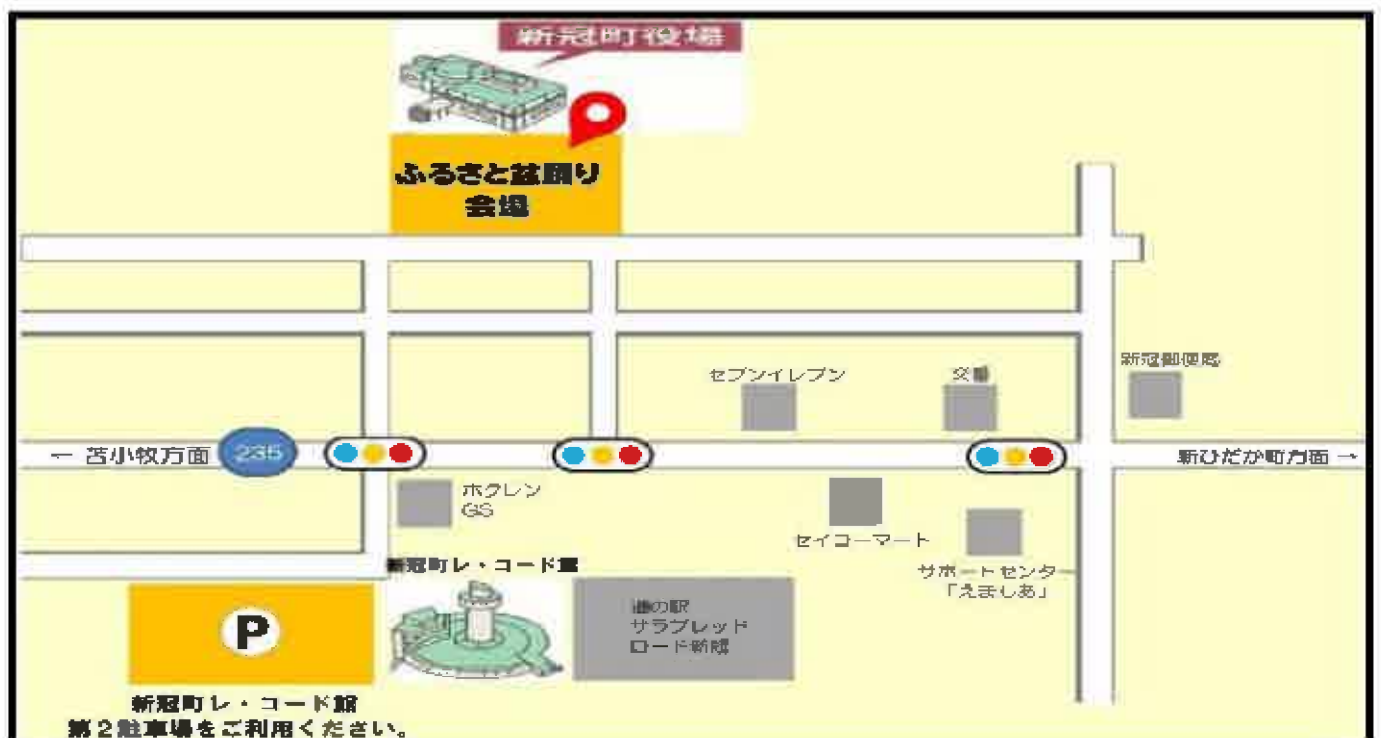 新冠町役場
ふるさと盆踊り
会場
セブンイレブン
交番
新冠郵便局
← 苫小牧方面
235
新ひだか町方面 →
ホクレン
GS
セイコーマート
サポートセンター
「えましあ」
新冠町レ・コード館
道の駅
サラブレッド
ロード新冠
P
新冠町レ・コード館
第2駐車場をご利用ください。